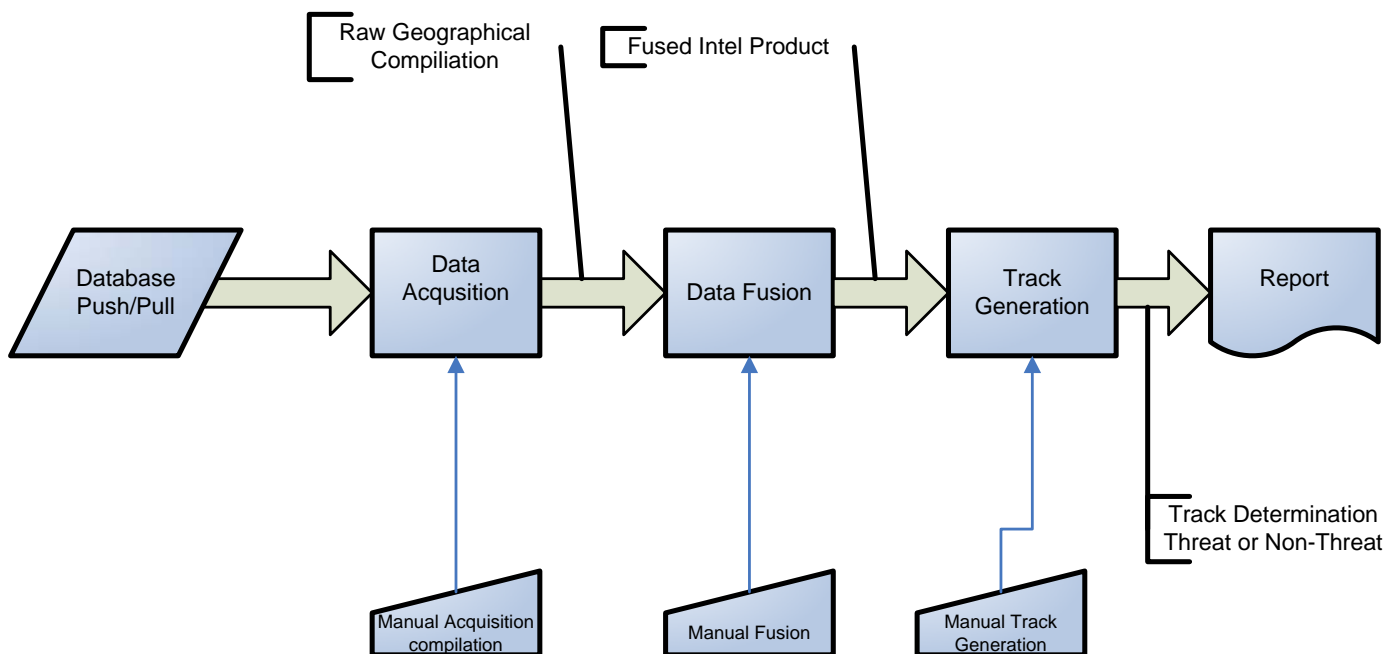 Raw Geographical
Compiliation
Fused Intel Product
Database
Push/Pull
Data
Acqusition
Data Fusion
Track
Generation
Report
Track Determination
Threat or Non-Threat
Manual Acquisition
compilation
Manual Fusion
Manual Track
Generation